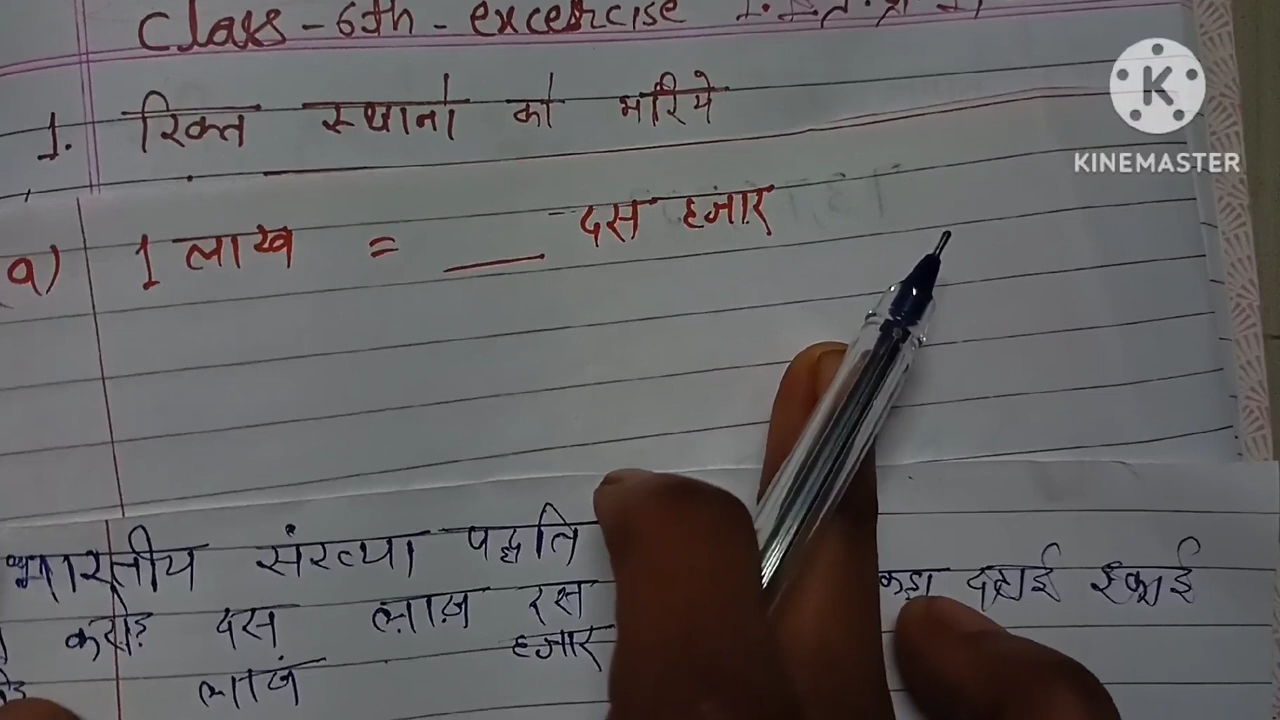 Class - 6th - excercise
1. रिक्त स्थानो को भरिये
KINEMASTER
(a) 1 लाख = ___ दस हजार
भारतीय संख्या पद्धति
करोड़ दस लाख दस दहाई इकाई
लाख हजार